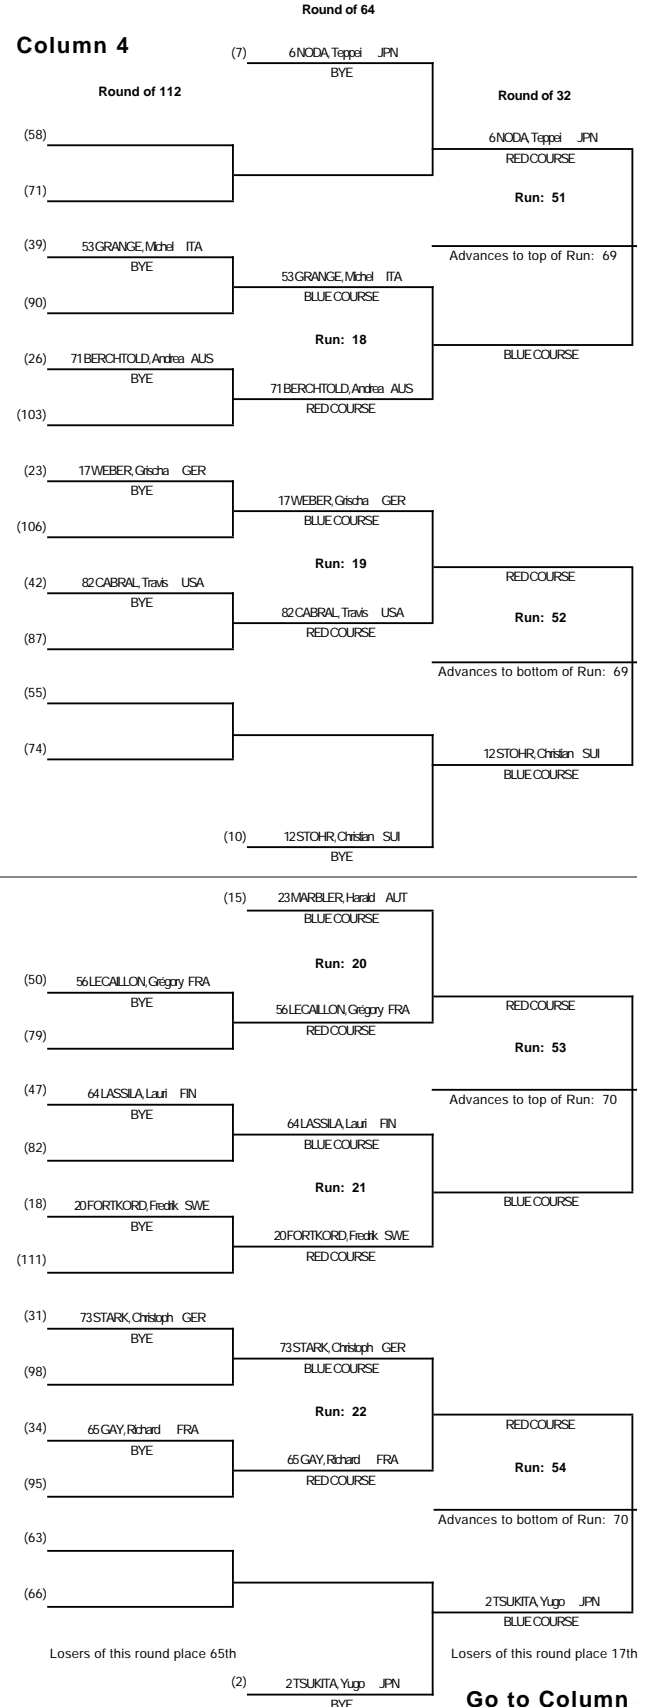 Round of 64
Column 4
(7) 6 NODA, Teppei JPN
BYE
Round of 112
Round of 32
(58)
6 NODA, Teppei JPN
RED COURSE
(71)
Run: 51
(39) 53 GRANGE, Michel ITA
BYE
Advances to top of Run: 69
53 GRANGE, Michel ITA
BLUE COURSE
(90)
Run: 18
(26) 71 BERCHTOLD, Andrea AUS
BYE
BLUE COURSE
71 BERCHTOLD, Andrea AUS
RED COURSE
(103)
(23) 17 WEBER, Grischa GER
BYE
17 WEBER, Grischa GER
BLUE COURSE
(106)
Run: 19
(42) 82 CABRAL, Travis USA
BYE
RED COURSE
82 CABRAL, Travis USA
RED COURSE
Run: 52
(87)
Advances to bottom of Run: 69
(55)
(74)
12 STOHR, Christian SUI
BLUE COURSE
(10) 12 STOHR, Christian SUI
BYE
(15) 23 MARBLER, Harald AUT
BLUE COURSE
Run: 20
(50) 56 LECAILLON, Grégory FRA
BYE
56 LECAILLON, Grégory FRA
RED COURSE
RED COURSE
(79)
Run: 53
(47) 64 LASSILA, Lauri FIN
BYE
Advances to top of Run: 70
64 LASSILA, Lauri FIN
BLUE COURSE
(82)
Run: 21
(18) 20 FORTKORD, Fredrik SWE
BYE
BLUE COURSE
20 FORTKORD, Fredrik SWE
RED COURSE
(111)
(31) 73 STARK, Christoph GER
BYE
73 STARK, Christoph GER
BLUE COURSE
(98)
Run: 22
(34) 65 GAY, Richard FRA
BYE
RED COURSE
65 GAY, Richard FRA
RED COURSE
Run: 54
(95)
Advances to bottom of Run: 70
(63)
(66)
2 TSUKITA, Yugo JPN
BLUE COURSE
Losers of this round place 65th
Losers of this round place 17th
(2) 2 TSUKITA, Yugo JPN
BYE
Go to Column